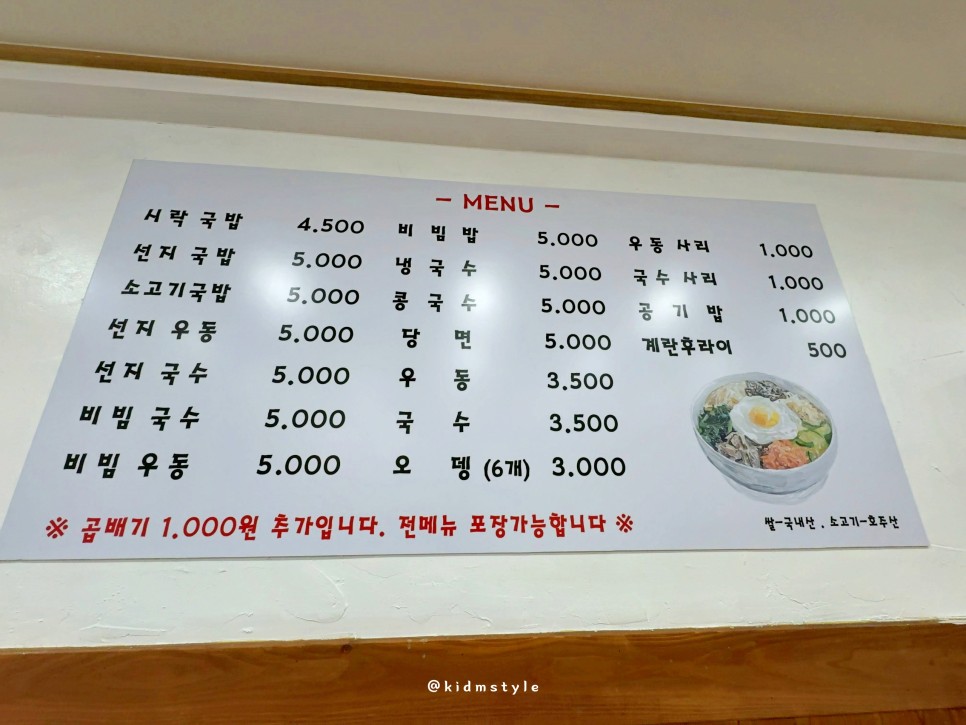 - MENU -
시락국밥 4.500
선지 국밥 5.000
소고기국밥 5.000
선지 우동 5.000
선지 국수 5.000
비빔 국수 5.000
비빔 우동 5.000
비빔밥 5.000
냉국수 5.000
콩국수 5.000
당면 5.000
우동 3.500
국수 3.500
오뎅 (6개) 3.000
우동 사리 1.000
국수 사리 1.000
공기밥 1.000
계란후라이 500
쌀-국내산 . 소고기-호주산
※ 곱배기 1.000원 추가입니다. 전메뉴 포장가능합니다 ※
@kidmstyle